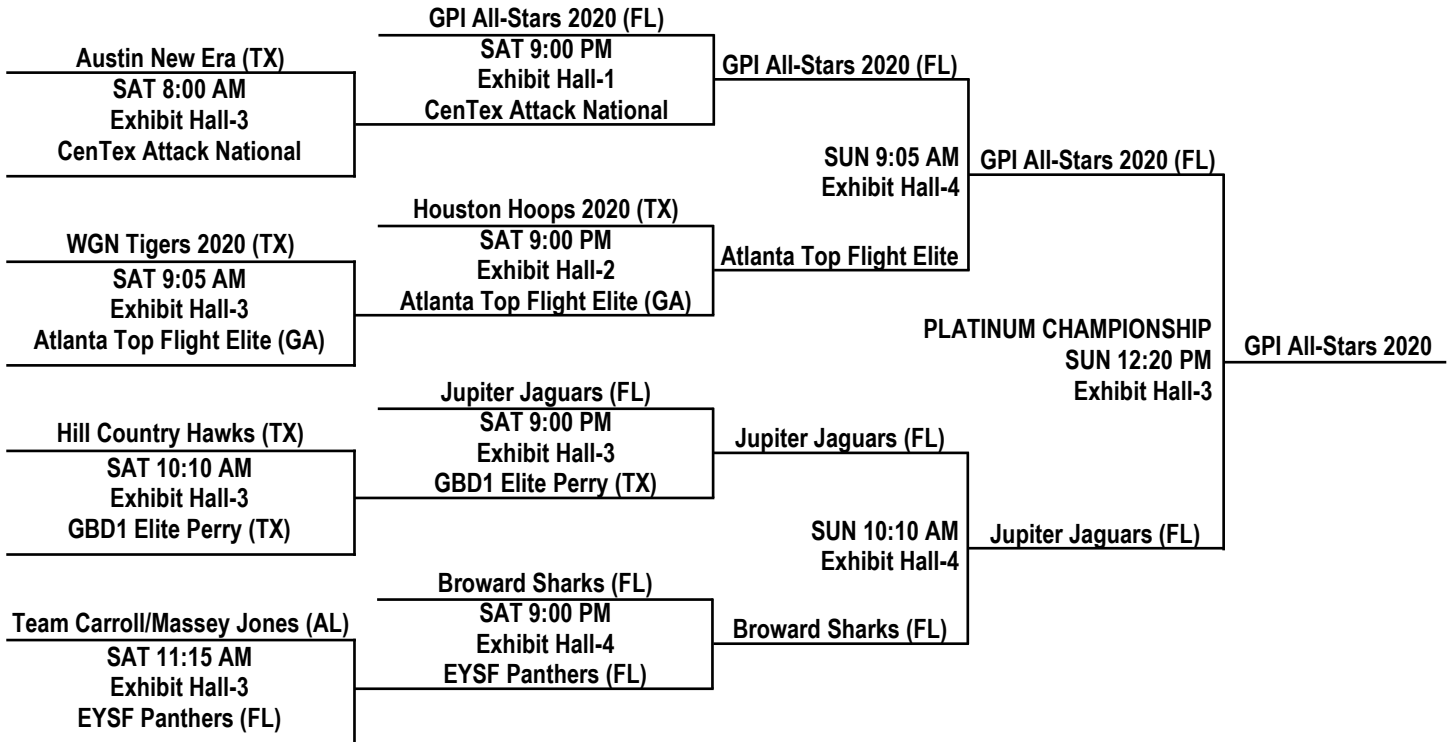 Austin New Era (TX)
SAT 8:00 AM
Exhibit Hall-3
CenTex Attack National
WGN Tigers 2020 (TX)
SAT 9:05 AM
Exhibit Hall-3
Atlanta Top Flight Elite (GA)
Hill Country Hawks (TX)
SAT 10:10 AM
Exhibit Hall-3
GBD1 Elite Perry (TX)
Team Carroll/Massey Jones (AL)
SAT 11:15 AM
Exhibit Hall-3
EYSF Panthers (FL)
GPI All-Stars 2020 (FL)
SAT 9:00 PM
Exhibit Hall-1
CenTex Attack National
Houston Hoops 2020 (TX)
SAT 9:00 PM
Exhibit Hall-2
Atlanta Top Flight Elite (GA)
Jupiter Jaguars (FL)
SAT 9:00 PM
Exhibit Hall-3
GBD1 Elite Perry (TX)
Broward Sharks (FL)
SAT 9:00 PM
Exhibit Hall-4
EYSF Panthers (FL)
GPI All-Stars 2020 (FL)
SUN 9:05 AM
Exhibit Hall-4
Atlanta Top Flight Elite
Jupiter Jaguars (FL)
SUN 10:10 AM
Exhibit Hall-4
Broward Sharks (FL)
GPI All-Stars 2020 (FL)
PLATINUM CHAMPIONSHIP
SUN 12:20 PM
Exhibit Hall-3
Jupiter Jaguars (FL)
GPI All-Stars 2020